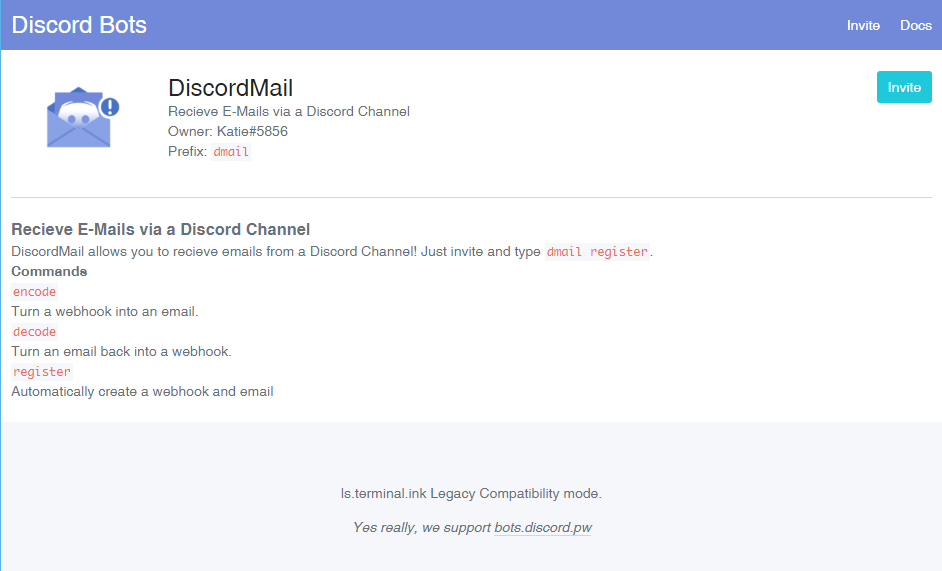 Discord Bots
Invite
Docs
DiscordMail
Invite
Recieve E-Mails via a Discord Channel
Owner: Katie#5856
Prefix: dmail
Recieve E-Mails via a Discord Channel
DiscordMail allows you to recieve emails from a Discord Channel! Just invite and type dmail register.
Commands
encode
Turn a webhook into an email.
decode
Turn an email back into a webhook.
register
Automatically create a webhook and email
ls.terminal.ink Legacy Compatibility mode.
Yes really, we support bots.discord.pw